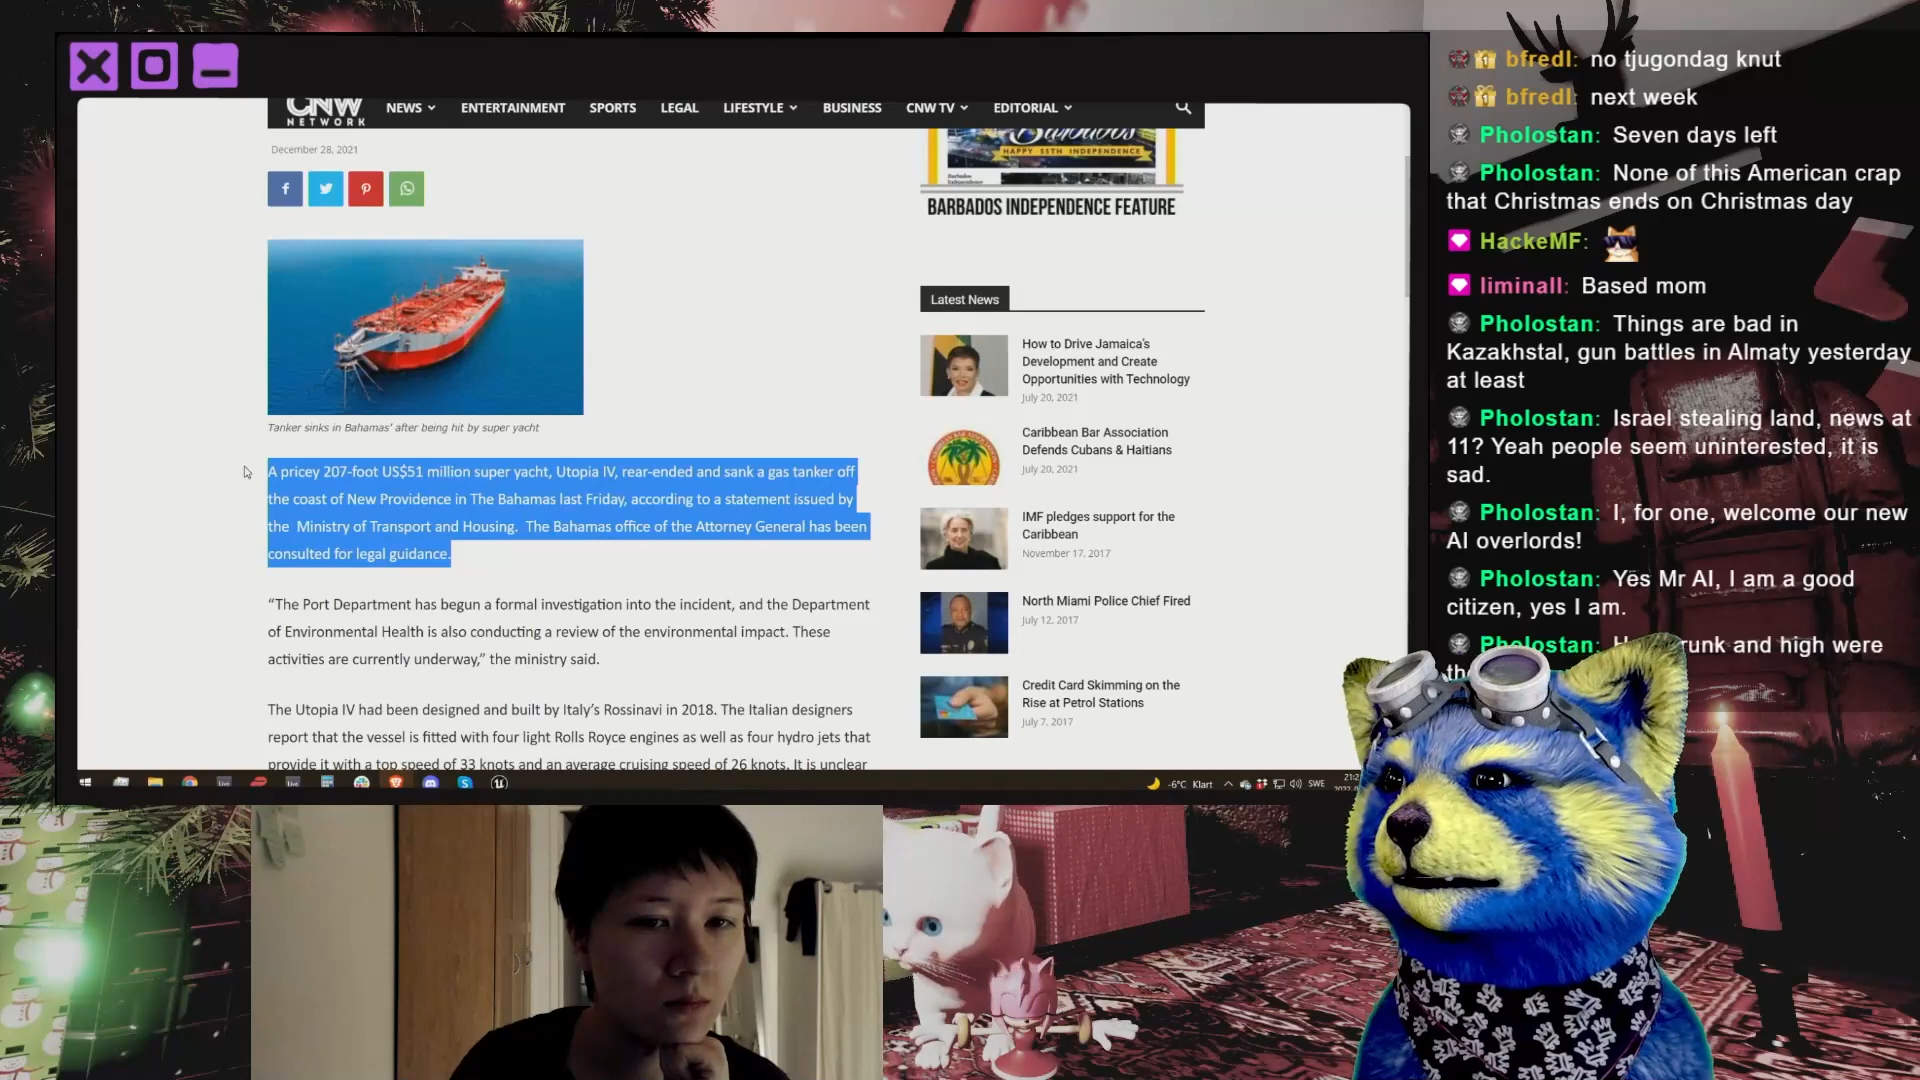 CNW
NETWORK
NEWS
ENTERTAINMENT
SPORTS
LEGAL
LIFESTYLE
BUSINESS
CNW TV
EDITORIAL
December 28, 2021
Tanker sinks in Bahamas' after being hit by super yacht
A pricey 207-foot US$51 million super yacht, Utopia IV, rear-ended and sank a gas tanker off
the coast of New Providence in The Bahamas last Friday, according to a statement issued by
the Ministry of Transport and Housing. The Bahamas office of the Attorney General has been
consulted for legal guidance.
“The Port Department has begun a formal investigation into the incident, and the Department
of Environmental Health is also conducting a review of the environmental impact. These
activities are currently underway,” the ministry said.
The Utopia IV had been designed and built by Italy’s Rossinavi in 2018. The Italian designers
report that the vessel is fitted with four light Rolls Royce engines as well as four hydro jets that
provide it with a top speed of 33 knots and an average cruising speed of 26 knots. It is unclear
Barbados
HAPPY 55TH INDEPENDENCE
BARBADOS INDEPENDENCE FEATURE
Latest News
How to Drive Jamaica's
Development and Create
Opportunities with Technology
July 20, 2021
Caribbean Bar Association
Defends Cubans & Haitians
July 20, 2021
IMF pledges support for the
Caribbean
November 17, 2017
North Miami Police Chief Fired
July 12, 2017
Credit Card Skimming on the
Rise at Petrol Stations
July 7, 2017
-6°C Klart
SWE
bfredl: no tjugondag knut
bfredl: next week
Pholostan: Seven days left
Pholostan: None of this American crap
that Christmas ends on Christmas day
HackeMF:
liminall: Based mom
Pholostan: Things are bad in
Kazakhstal, gun battles in Almaty yesterday
at least
Pholostan: Israel stealing land, news at
11? Yeah people seem uninterested, it is
sad.
Pholostan: I, for one, welcome our new
AI overlords!
Pholostan: Yes Mr AI, I am a good
citizen, yes I am.
Pholostan: and high were